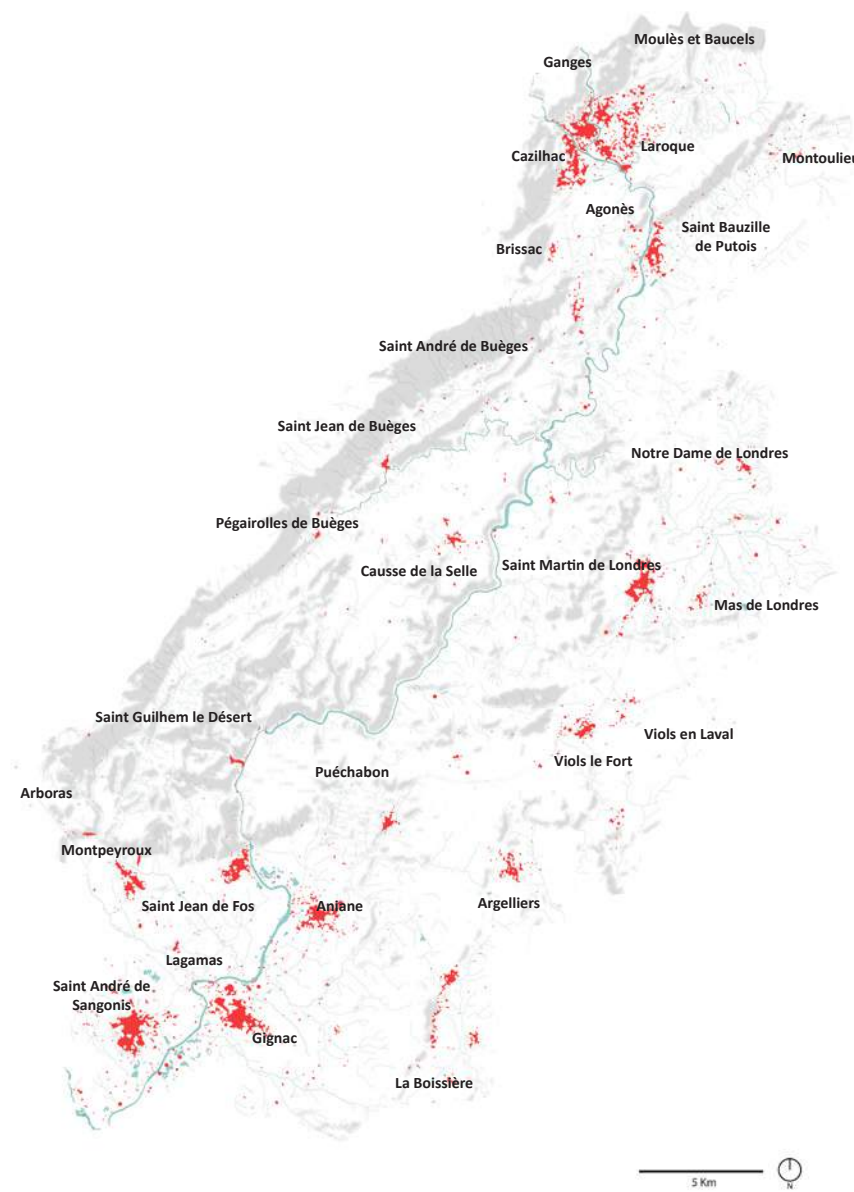 Moulès et Baucels
Ganges
Laroque
Cazilhac
Montoulieu
Agonès
Saint Bauzille
de Putois
Brissac
Saint André de Buèges
Saint Jean de Buèges
Notre Dame de Londres
Pégairolles de Buèges
Saint Martin de Londres
Causse de la Selle
Mas de Londres
Saint Guilhem le Désert
Viols en Laval
Viols le Fort
Puéchabon
Arboras
Montpeyroux
Saint Jean de Fos
Anjane
Argelliers
Lagamas
Saint André de
Sangonis
Gignac
La Boissière
5 Km
N